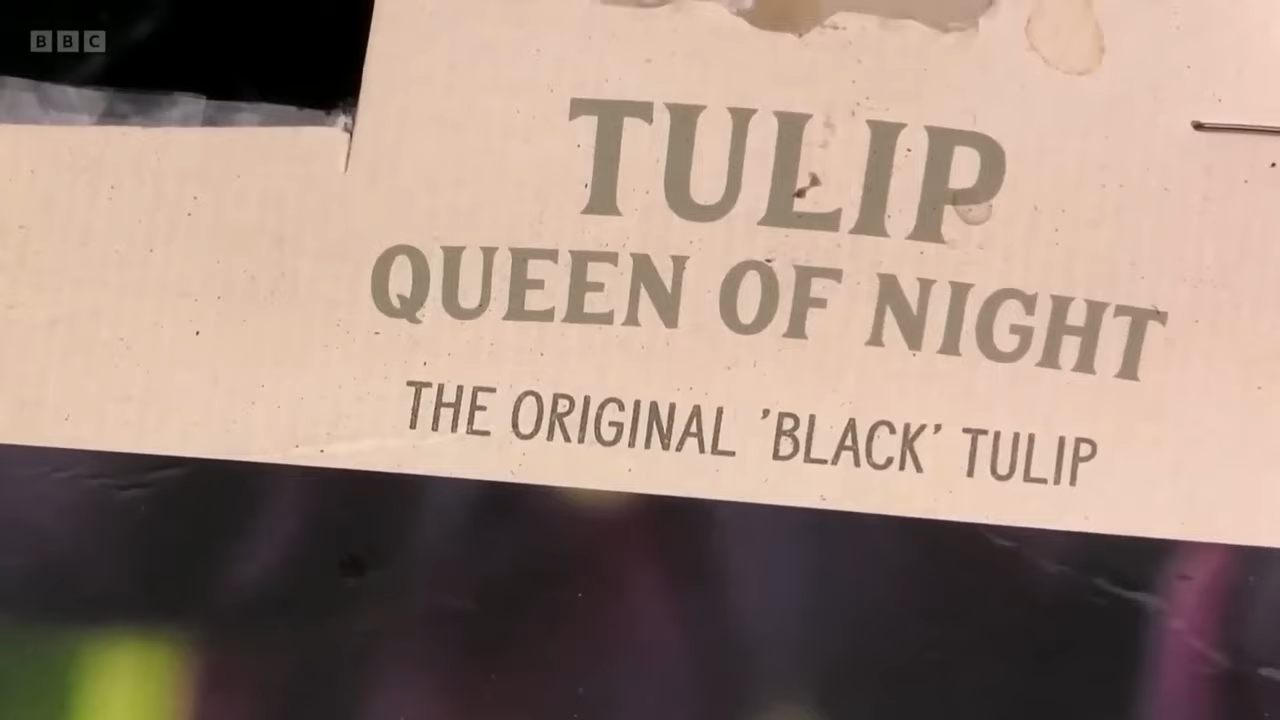 BBC
TULIP
QUEEN OF NIGHT
THE ORIGINAL 'BLACK' TULIP